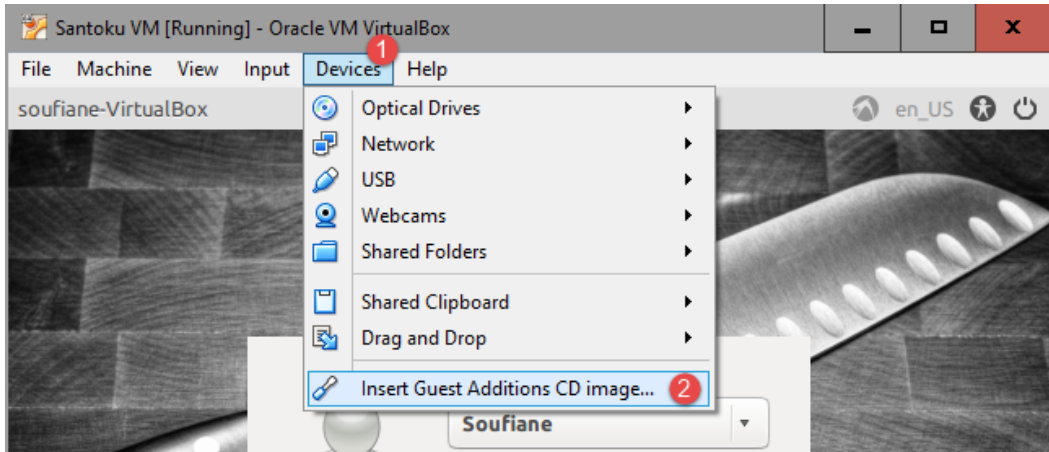 Santoku VM [Running] - Oracle VM VirtualBox
1
File Machine View Input Devices Help
soufiane-VirtualBox en_US
Optical Drives
Network
USB
Webcams
Shared Folders
Shared Clipboard
Drag and Drop
Insert Guest Additions CD image... 2
Soufiane